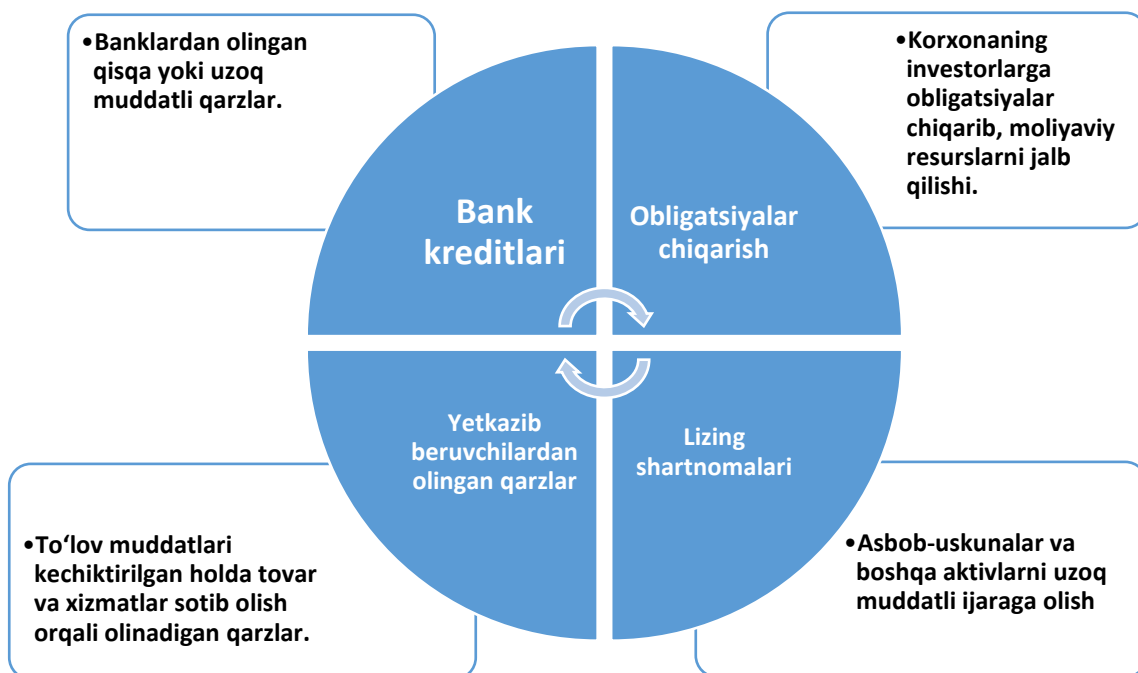 •Banklardan olingan
qisqa yoki uzoq
muddatli qarzlar.
•Korxonaning
investorlarga
obligatsiyalar
chiqarib, moliyaviy
resurslarni jalb
qilishi.
Bank
kreditlari
Obligatsiyalar
chiqarish
Yetkazib
beruvchilardan
olingan qarzlar
Lizing
shartnomalari
•To‘lov muddatlari
kechiktirilgan holda tovar
va xizmatlar sotib olish
orqali olinadigan qarzlar.
•Asbob-uskunalar va
boshqa aktivlarni uzoq
muddatli ijaraga olish